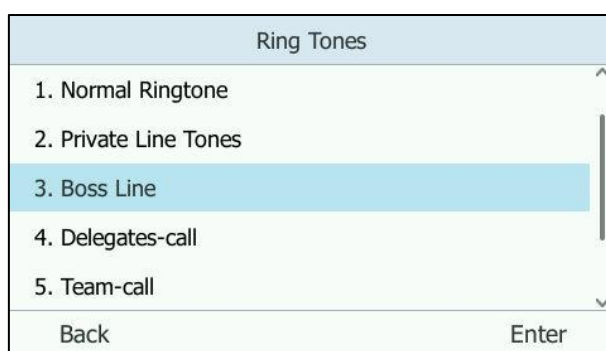 Ring Tones
1. Normal Ringtone
2. Private Line Tones
3. Boss Line
4. Delegates-call
5. Team-call
Back Enter